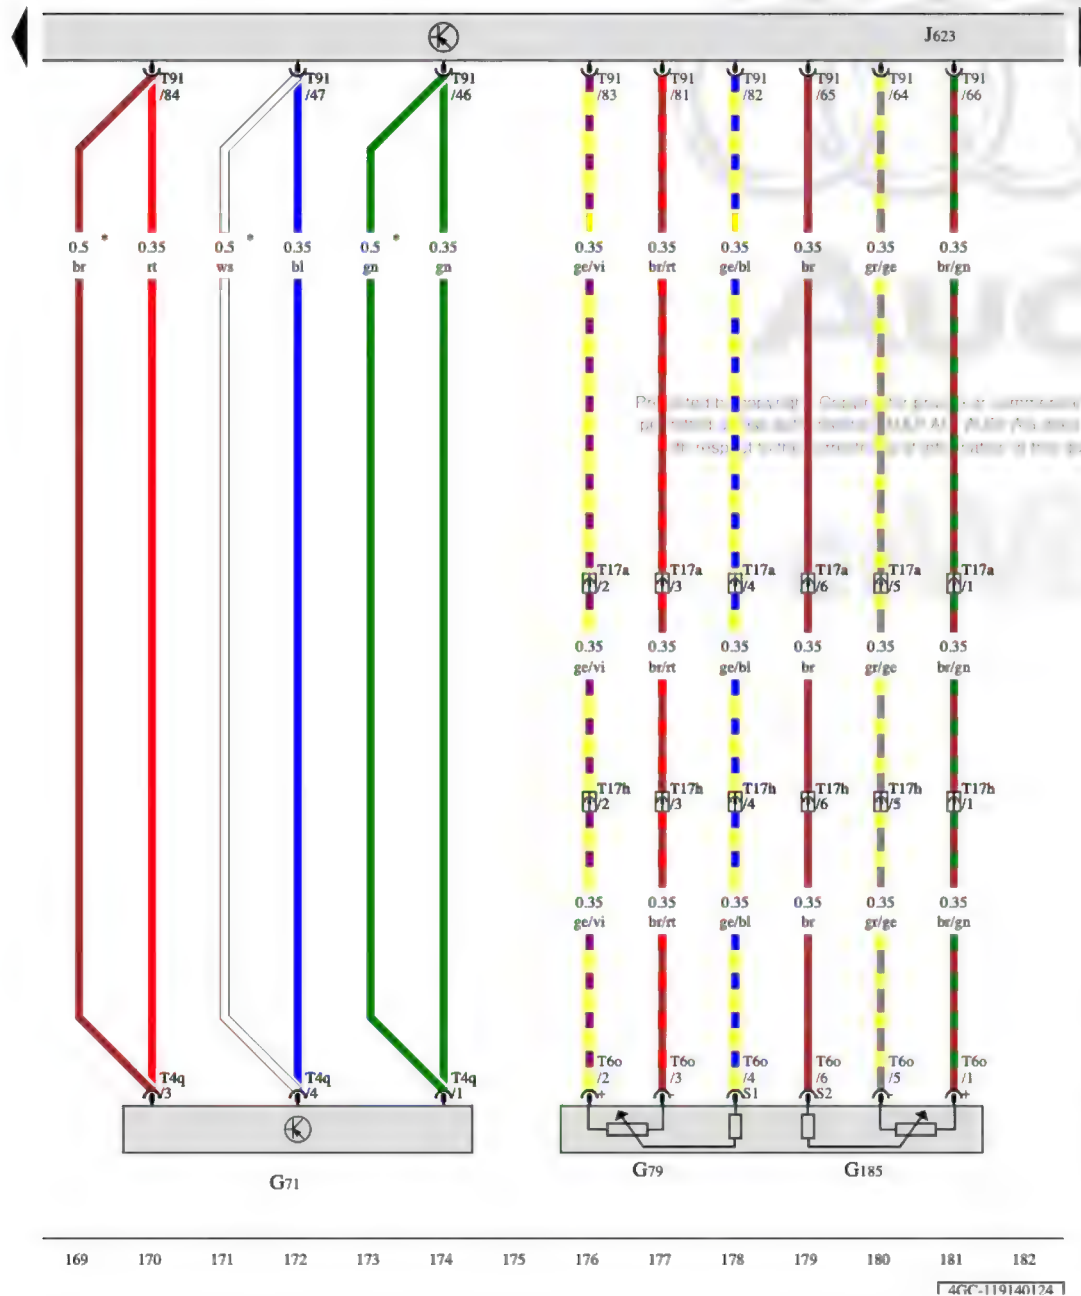 J623
T91 T91 T91 T91 T91 T91 T91 T91 T91
/84 /47 /46 /83 /81 /82 /65 /64 /66
0.5 * 0.35 0.5 * 0.35 0.5 * 0.35 0.35 0.35 0.35 0.35 0.35 0.35
br rt ws bl gn gn ge/vi br/rt ge/bl br gr/ge br/gn
Aud
T17a T17a T17a T17a T17a T17a
/2 /3 /4 /6 /5 /1
0.35 0.35 0.35 0.35 0.35 0.35
ge/vi br/rt ge/bl br gr/ge br/gn
T17h T17h T17h T17h T17h T17h
/2 /3 /4 /6 /5 /1
0.35 0.35 0.35 0.35 0.35 0.35
ge/vi br/rt ge/bl br gr/ge br/gn
T4q T4q T4q T6o T6o T6o T6o T6o T6o
/3 /4 /1 /2 /3 /4 /6 /5 /1
+ - S1 S2 - +
G71 G79 G185
169 170 171 172 173 174 175 176 177 178 179 180 181 182
4GC-119140124